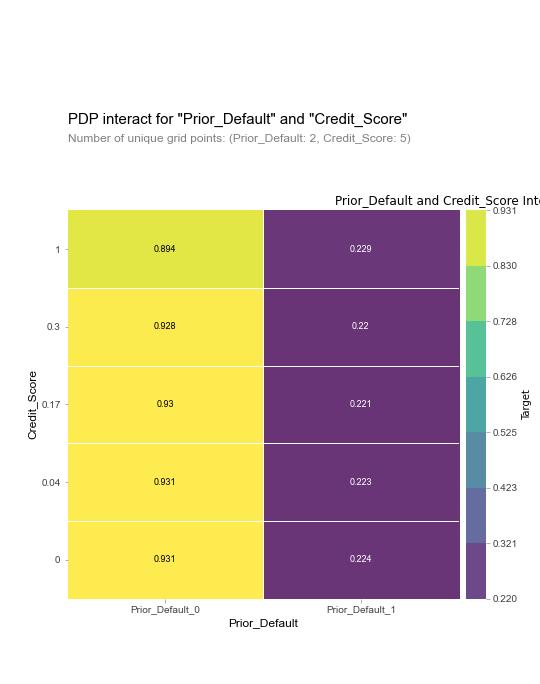 PDP interact for "Prior_Default" and "Credit_Score"
Number of unique grid points: (Prior_Default: 2, Credit_Score: 5)
Prior_Default and Credit_Score
0.931
1
0.894
0.229
0.830
0.728
0.3
0.928
0.22
0.626
Credit_Score
0.17
0.93
0.221
Target
0.525
0.04
0.931
0.223
0.423
0.321
0
0.931
0.224
0.220
Prior_Default_0
Prior_Default_1
Prior_Default